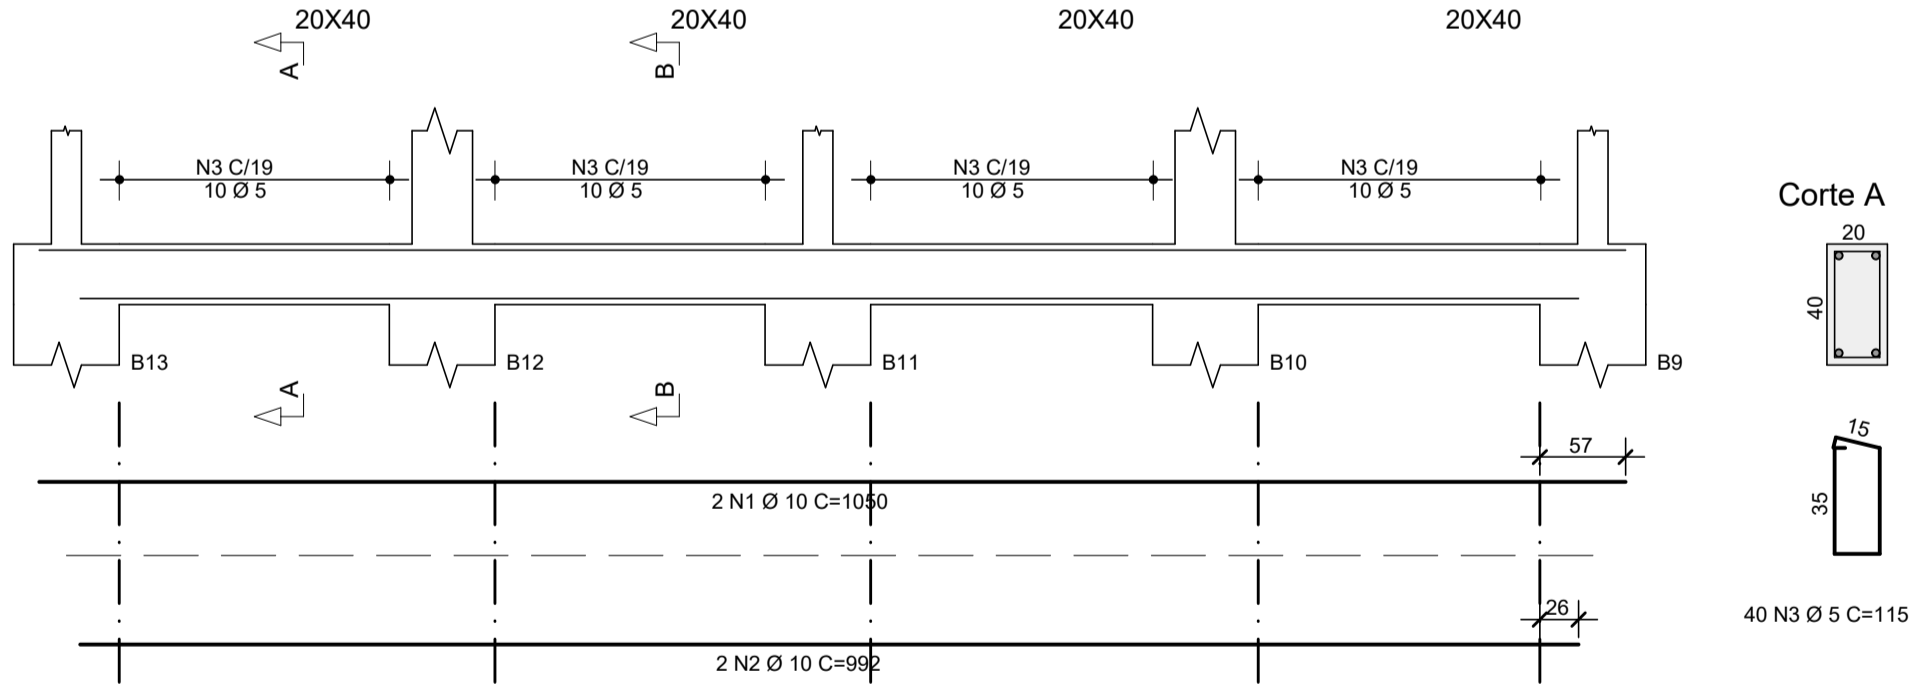 20X40 20X40 20X40 20X40
A B
N3 C/19 N3 C/19 N3 C/19 N3 C/19
10 Ø 5 10 Ø 5 10 Ø 5 10 Ø 5
Corte A
20
40
B13 B12 B11 B10 B9
A B
57
2 N1 Ø 10 C=1050
15
35
26
40 N3 Ø 5 C=115
2 N2 Ø 10 C=992